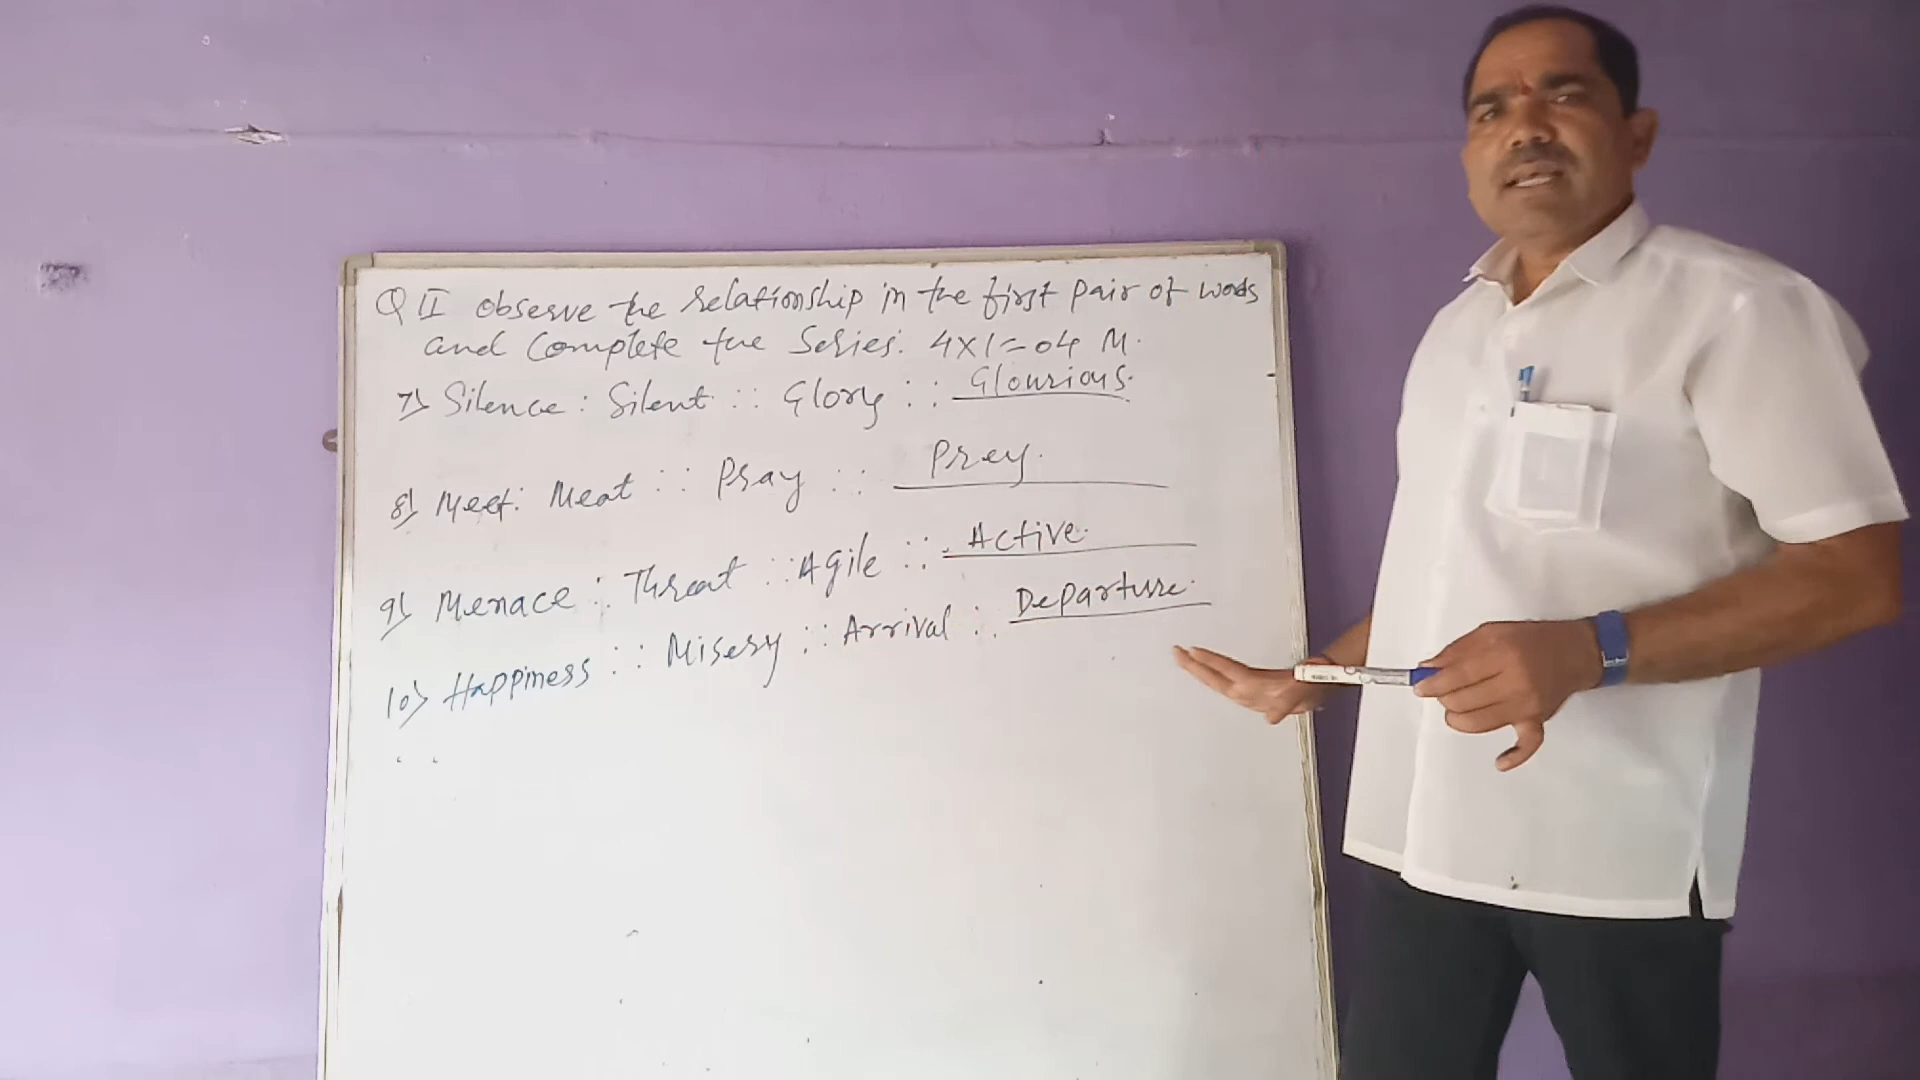 Q II Observe the relationship in the first pair of words
and Complete the Series. 4×1=04 M.
7) Silence : Silent :: Glory :: Glourious.
8) Meet : Meat :: Pray :: Prey.
9) Menace : Threat :: Agile :: Active.
10) Happiness :: Misery :: Arrival :: Departure.